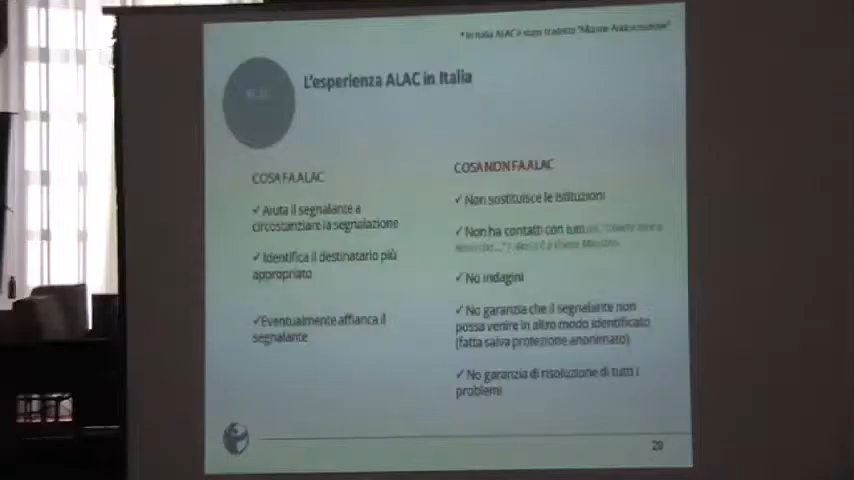 * In Italia ALAC è stato tradotto "Allerta Anticorruzione"
ALAC
L'esperienza ALAC in Italia
COSA FA ALAC
✓ Aiuta il segnalante a
circostanziare la segnalazione
✓ Identifica il destinatario più
appropriato
✓Eventualmente affianca il
segnalante
COSA NON FA ALAC
✓ Non sostituisce le istituzioni
✓ Non ha contatti con tutti
✓ No indagini
✓ No garanzia che il segnalante non
possa venire in altro modo identificato
(fatta salva protezione anonimato)
✓ No garanzia di risoluzione di tutti i
problemi
29